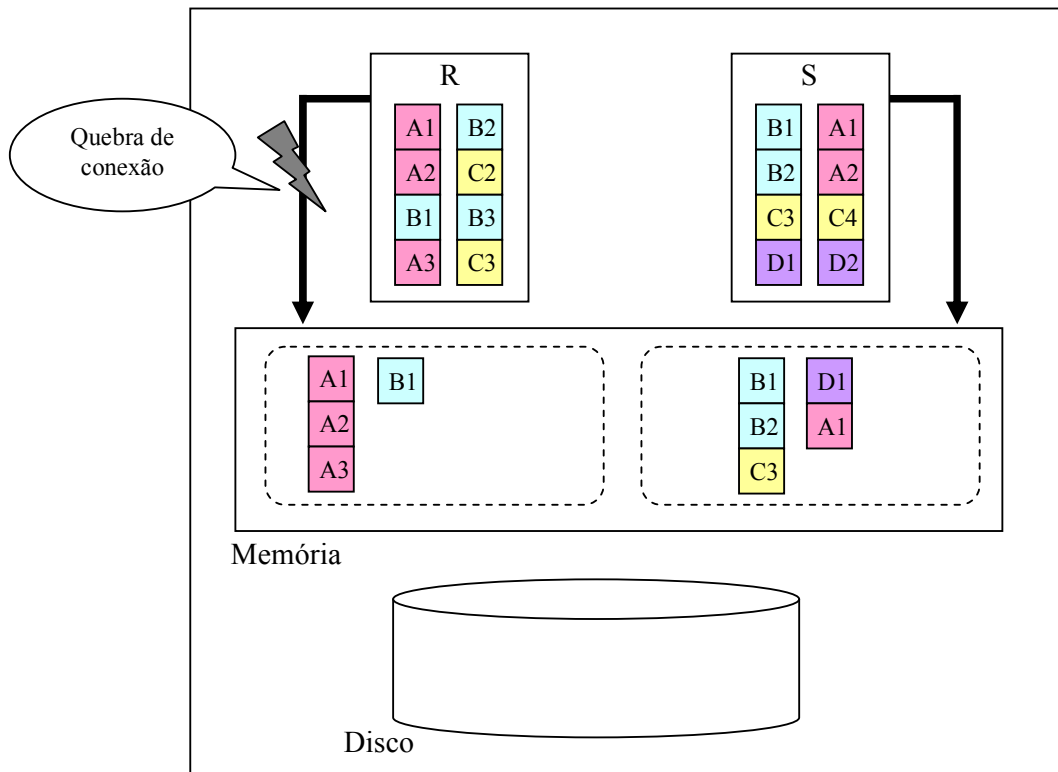 R
S
Quebra de
conexão
A1 B2
A2 C2
B1 B3
A3 C3
B1 A1
B2 A2
C3 C4
D1 D2
A1 B1
A2
A3
B1 D1
B2 A1
C3
Memória
Disco